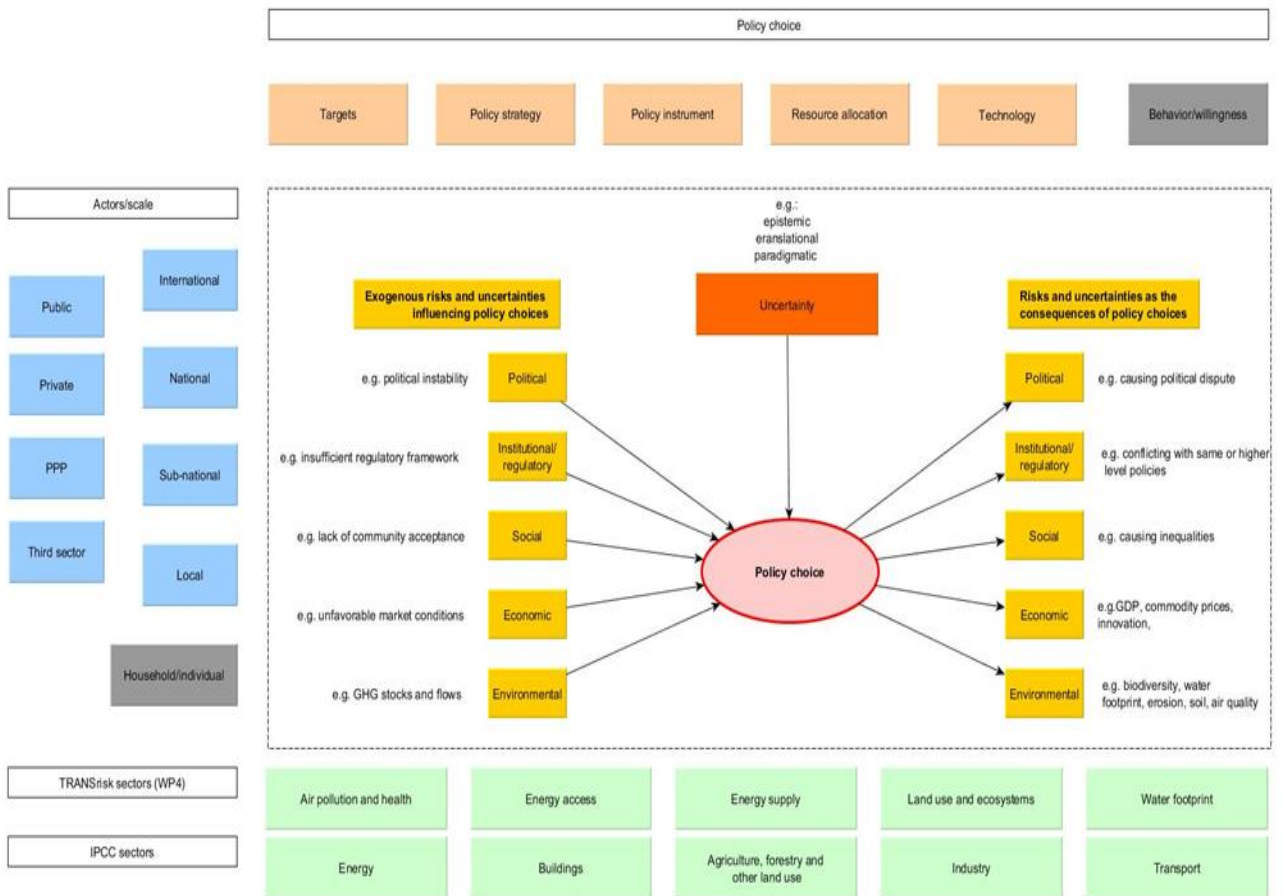 Policy choice
Targets
Policy strategy
Policy instrument
Resource allocation
Technology
Behavior/willingness
Actors/scale
Public
Private
PPP
Third sector
International
National
Sub-national
Local
Household/individual
e.g.:
epistemic
eranslational
paradigmatic
Uncertainty
Exogenous risks and uncertainties
influencing policy choices
e.g. political instability
Political
e.g. insufficient regulatory framework
Institutional/
regulatory
e.g. lack of community acceptance
Social
e.g. unfavorable market conditions
Economic
e.g. GHG stocks and flows
Environmental
Policy choice
Risks and uncertainties as the
consequences of policy choices
Political
e.g. causing political dispute
Institutional/
regulatory
e.g. conflicting with same or higher
level policies
Social
e.g. causing inequalities
Economic
e.g.GDP, commodity prices,
innovation,
Environmental
e.g. biodiversity, water
footprint, erosion, soil, air quality
TRANSrisk sectors (WP4)
Air pollution and health
Energy access
Energy supply
Land use and ecosystems
Water footprint
IPCC sectors
Energy
Buildings
Agriculture, forestry and
other land use
Industry
Transport